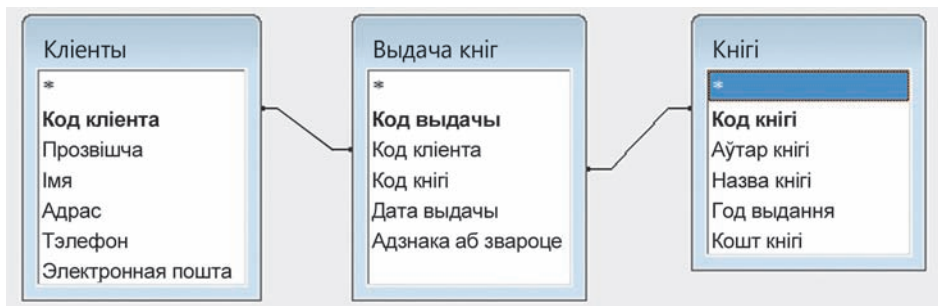 Кліенты
*
Код кліента
Прозвішча
Імя
Адрас
Тэлефон
Электронная пошта
Выдача кніг
*
Код выдачы
Код кліента
Код кнігі
Дата выдачы
Адзнака аб звароце
Кнігі
*
Код кнігі
Аўтар кнігі
Назва кнігі
Год выдання
Кошт кнігі